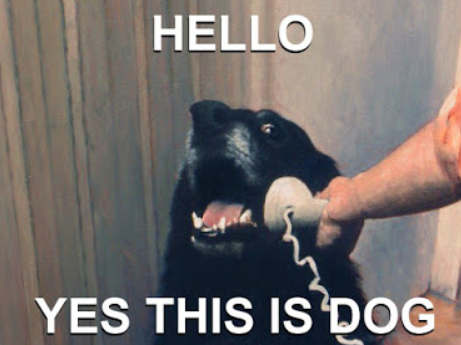 HELLO
YES THIS IS DOG